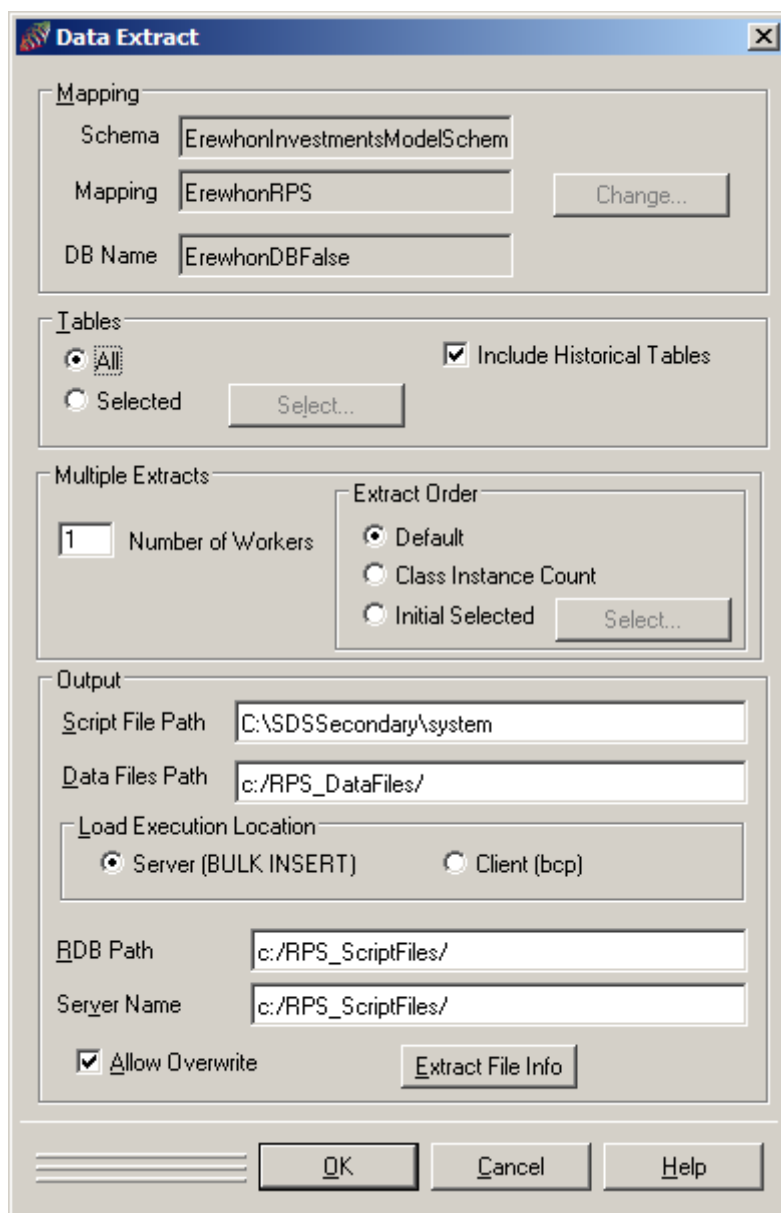 Data Extract
Mapping
Schema ErewhonInvestmentsModelSchem
Mapping ErewhonRPS Change...
DB Name ErewhonDBFalse
Tables
All Include Historical Tables
Selected Select...
Multiple Extracts
Extract Order
1 Number of Workers Default
Class Instance Count
Initial Selected Select...
Output
Script File Path C:\SDSSecondary\system
Data Files Path c:/RPS_DataFiles/
Load Execution Location
Server (BULK INSERT) Client (bcp)
RDB Path c:/RPS_ScriptFiles/
Server Name c:/RPS_ScriptFiles/
Allow Overwrite Extract File Info
OK Cancel Help